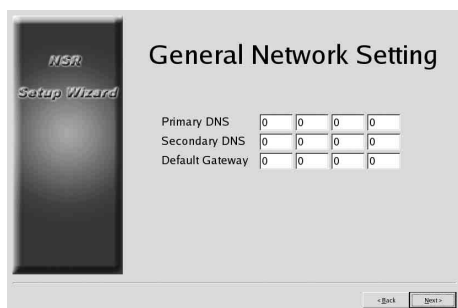 NSR
Setup Wizard
General Network Setting
Primary DNS 0 0 0 0
Secondary DNS 0 0 0 0
Default Gateway 0 0 0 0
< Back Next >